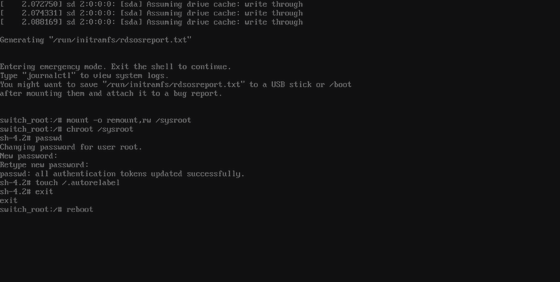 [    2.072750] sd 2:0:0:0: [sda] Assuming drive cache: write through
[    2.074331] sd 2:0:0:0: [sda] Assuming drive cache: write through
[    2.088169] sd 2:0:0:0: [sda] Assuming drive cache: write through
Generating "/run/initramfs/rdsosreport.txt"
Entering emergency mode. Exit the shell to continue.
Type "journalctl" to view system logs.
You might want to save "/run/initramfs/rdsosreport.txt" to a USB stick or /boot
after mounting them and attach it to a bug report.
switch_root:/# mount -o remount,rw /sysroot
switch_root:/# chroot /sysroot
sh-4.2# passwd
Changing password for user root.
New password:
Retype new password:
passwd: all authentication tokens updated successfully.
sh-4.2# touch /.autorelabel
sh-4.2# exit
exit
switch_root:/# reboot